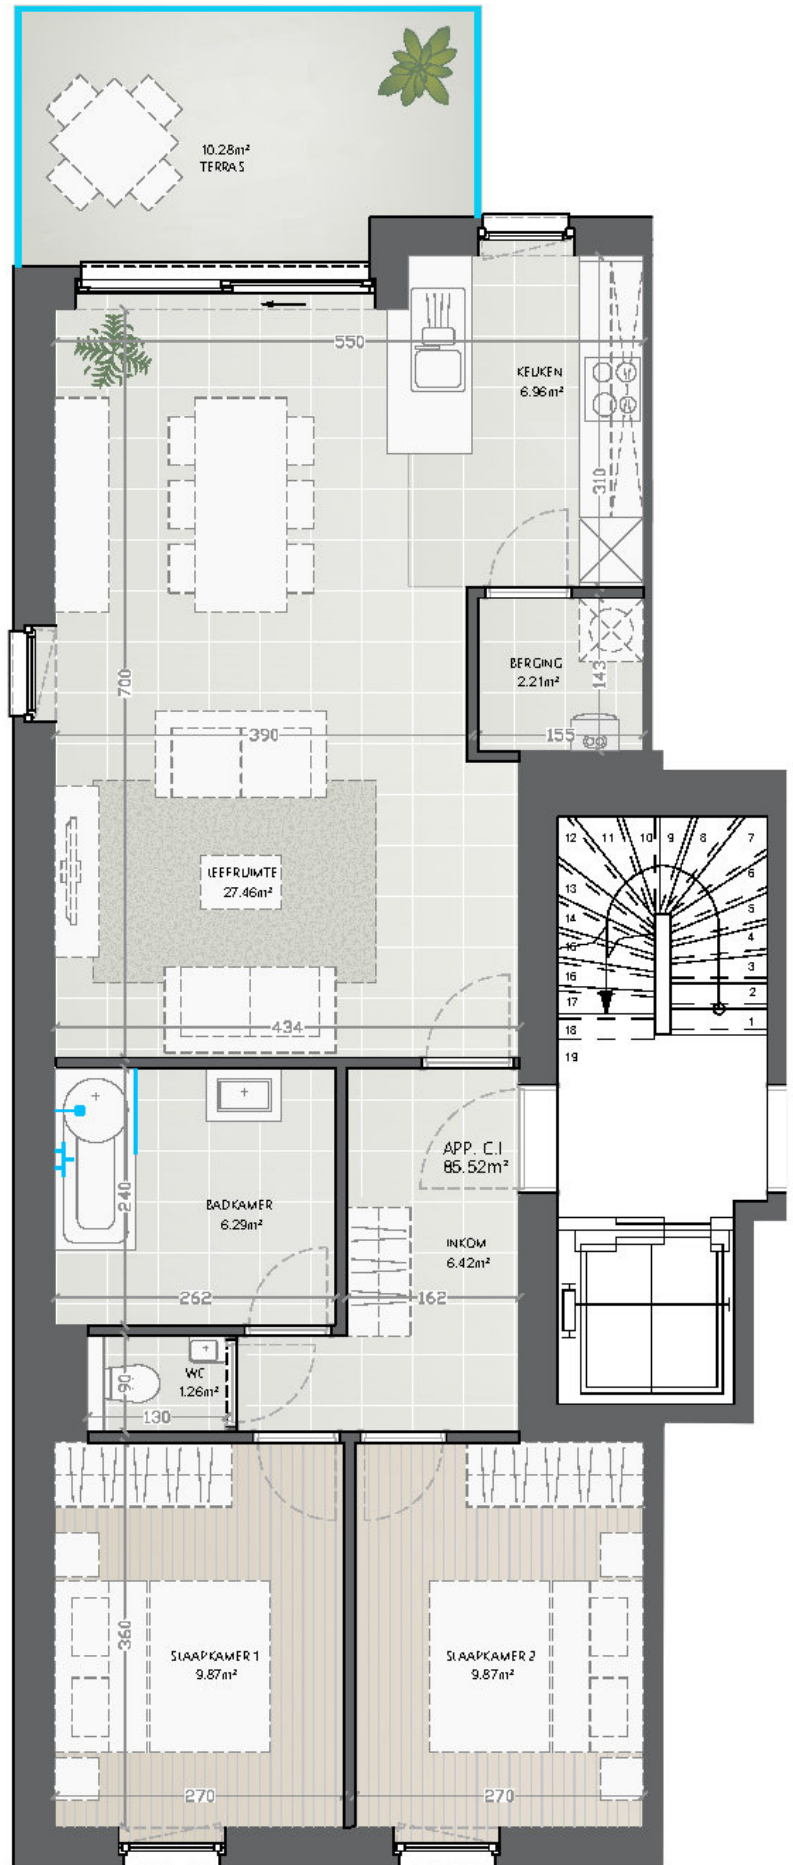 10.28m²
TERRAS
550
KEUKEN
6.96m²
310
BERGING
2.21m²
143
700
390
155
LEEFRUIMTE
27.46m²
12
11
10
9
8
7
13
6
14
5
15
4
16
3
17
2
18
1
19
434
APP. C.1
85.52m²
BADKAMER
6.29m²
240
INKOM
6.42m²
262
162
WC
1.26m²
90
130
SLAAPKAMER 1
9.87m²
SLAAPKAMER 2
9.87m²
360
270
270